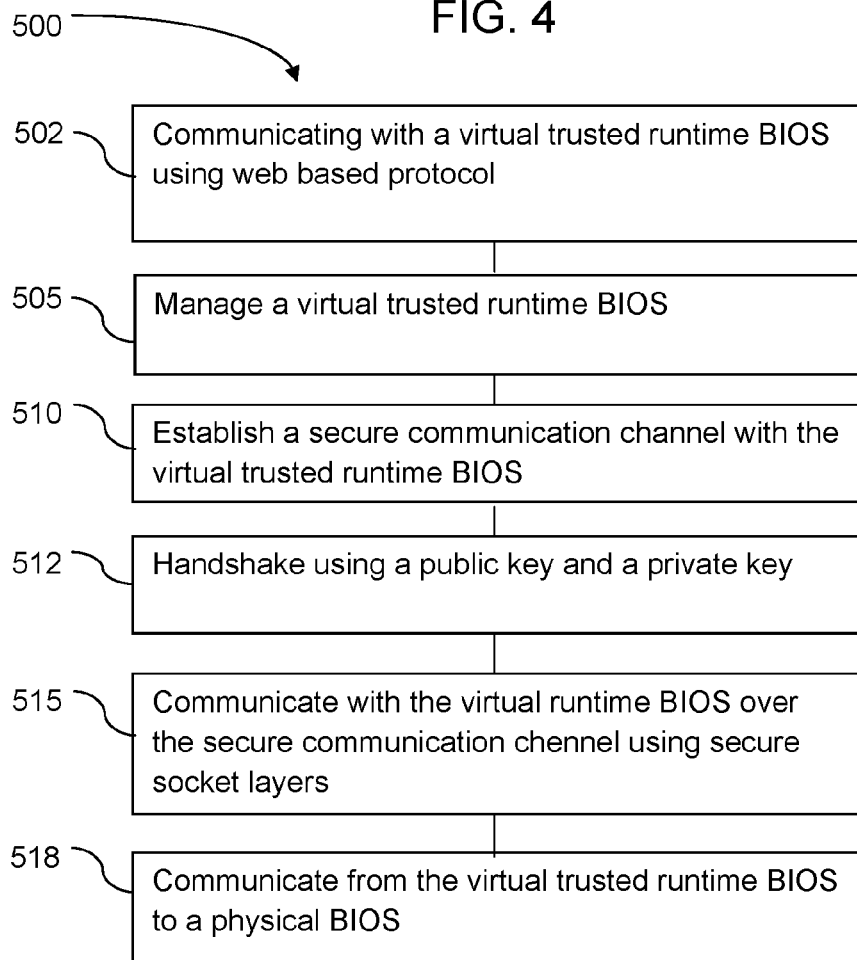 FIG. 4
500
502
Communicating with a virtual trusted runtime BIOS
using web based protocol
505
Manage a virtual trusted runtime BIOS
510
Establish a secure communication channel with the
virtual trusted runtime BIOS
512
Handshake using a public key and a private key
515
Communicate with the virtual runtime BIOS over
the secure communication chennel using secure
socket layers
518
Communicate from the virtual trusted runtime BIOS
to a physical BIOS